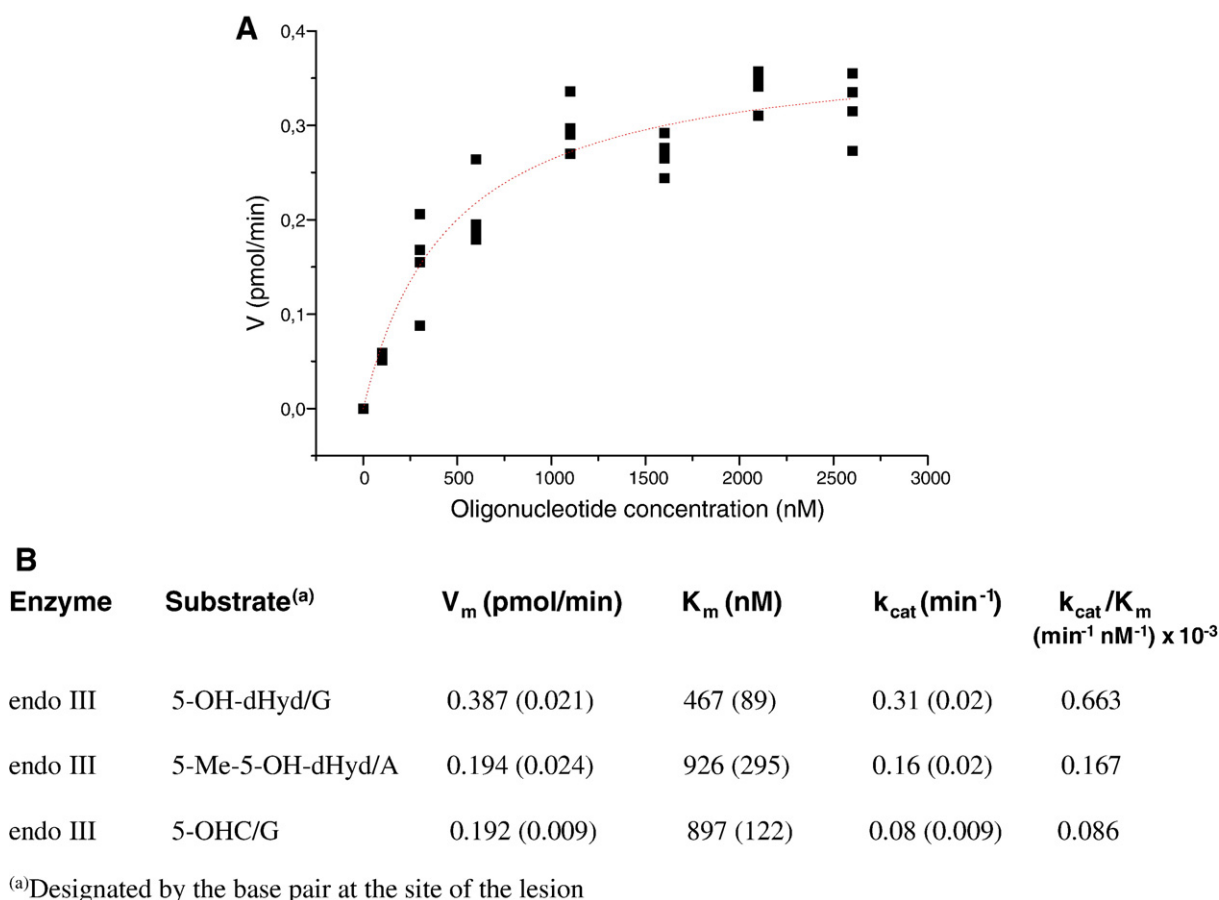 A
0,4
0,3
0,2
0,1
0,0
V (pmol/min)
0 500 1000 1500 2000 2500 3000
Oligonucleotide concentration (nM)
B
Enzyme Substrate(a) Vm (pmol/min) Km (nM) kcat (min-1) kcat/Km
(min-1 nM-1) x 10-3
endo III 5-OH-dHyd/G 0.387 (0.021) 467 (89) 0.31 (0.02) 0.663
endo III 5-Me-5-OH-dHyd/A 0.194 (0.024) 926 (295) 0.16 (0.02) 0.167
endo III 5-OHC/G 0.192 (0.009) 897 (122) 0.08 (0.009) 0.086
(a)Designated by the base pair at the site of the lesion